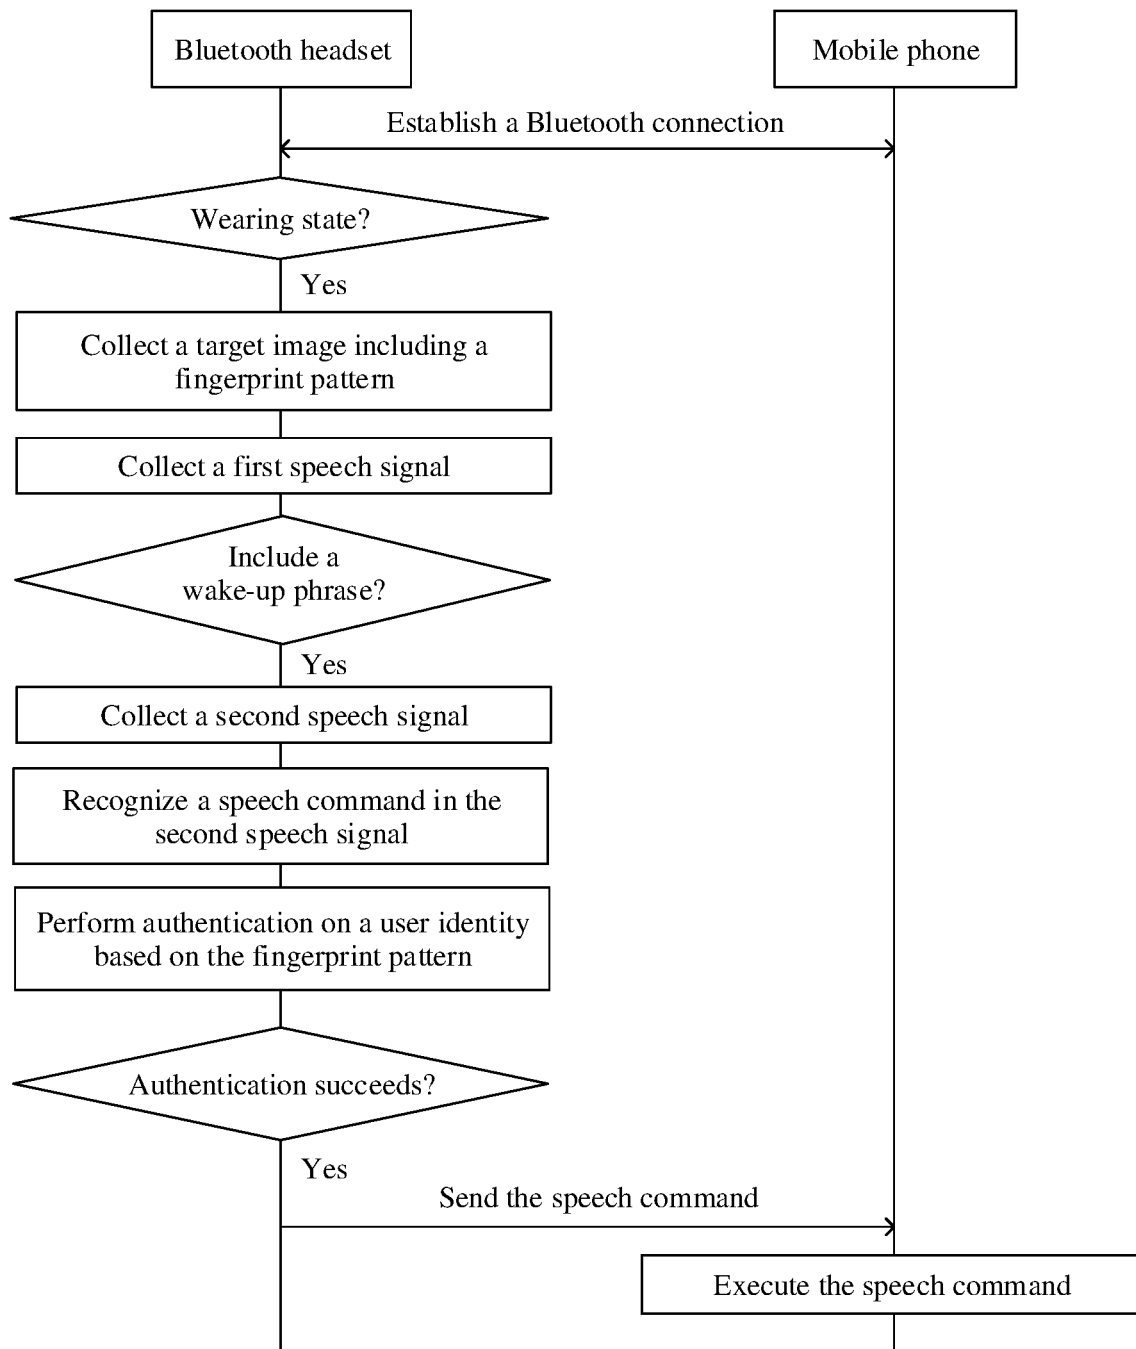 Bluetooth headset
Mobile phone
Establish a Bluetooth connection
Wearing state?
Yes
Collect a target image including a
fingerprint pattern
Collect a first speech signal
Include a
wake-up phrase?
Yes
Collect a second speech signal
Recognize a speech command in the
second speech signal
Perform authentication on a user identity
based on the fingerprint pattern
Authentication succeeds?
Yes
Send the speech command
Execute the speech command